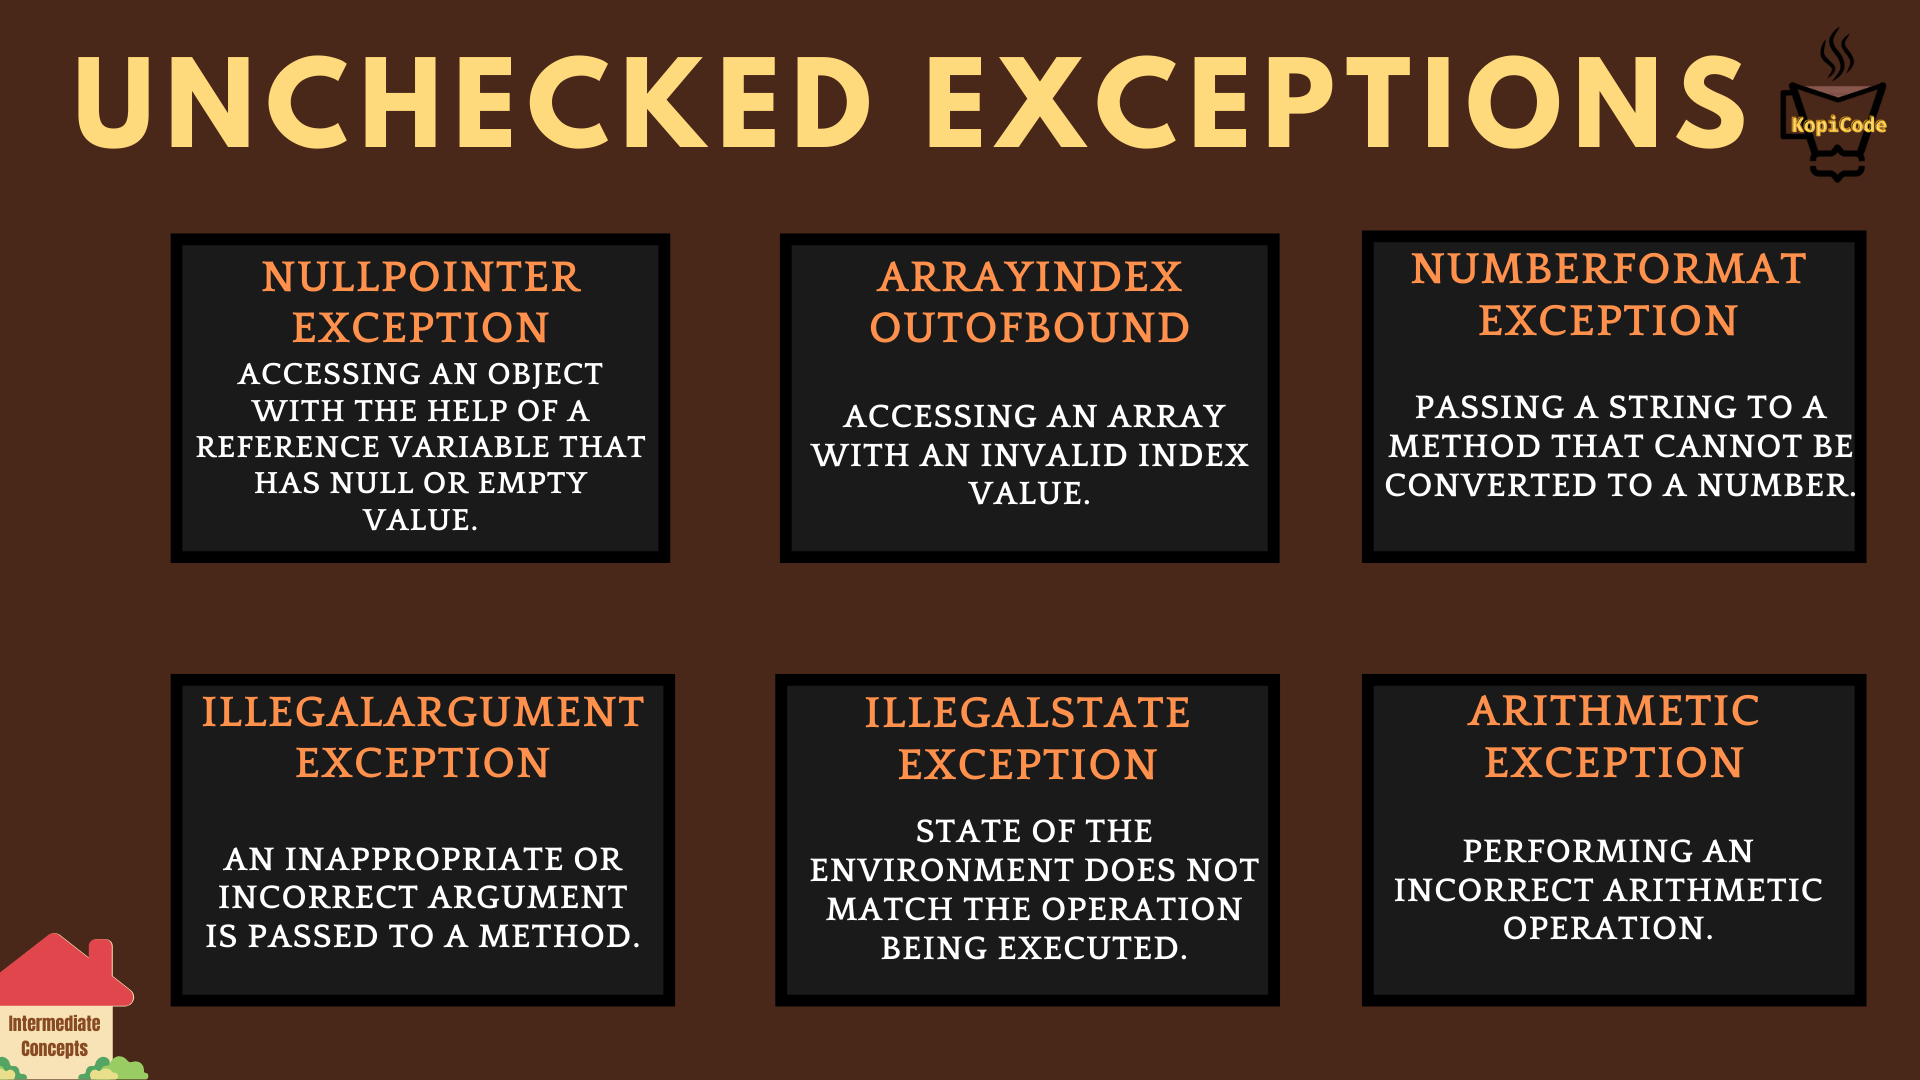 UNCHECKED EXCEPTIONS
KopiCode
NULLPOINTER
EXCEPTION
ACCESSING AN OBJECT
WITH THE HELP OF A
REFERENCE VARIABLE THAT
HAS NULL OR EMPTY
VALUE.
ARRAYINDEX
OUTOFBOUND
ACCESSING AN ARRAY
WITH AN INVALID INDEX
VALUE.
NUMBERFORMAT
EXCEPTION
PASSING A STRING TO A
METHOD THAT CANNOT BE
CONVERTED TO A NUMBER.
ILLEGALARGUMENT
EXCEPTION
AN INAPPROPRIATE OR
INCORRECT ARGUMENT
IS PASSED TO A METHOD.
ILLEGALSTATE
EXCEPTION
STATE OF THE
ENVIRONMENT DOES NOT
MATCH THE OPERATION
BEING EXECUTED.
ARITHMETIC
EXCEPTION
PERFORMING AN
INCORRECT ARITHMETIC
OPERATION.
Intermediate
Concepts